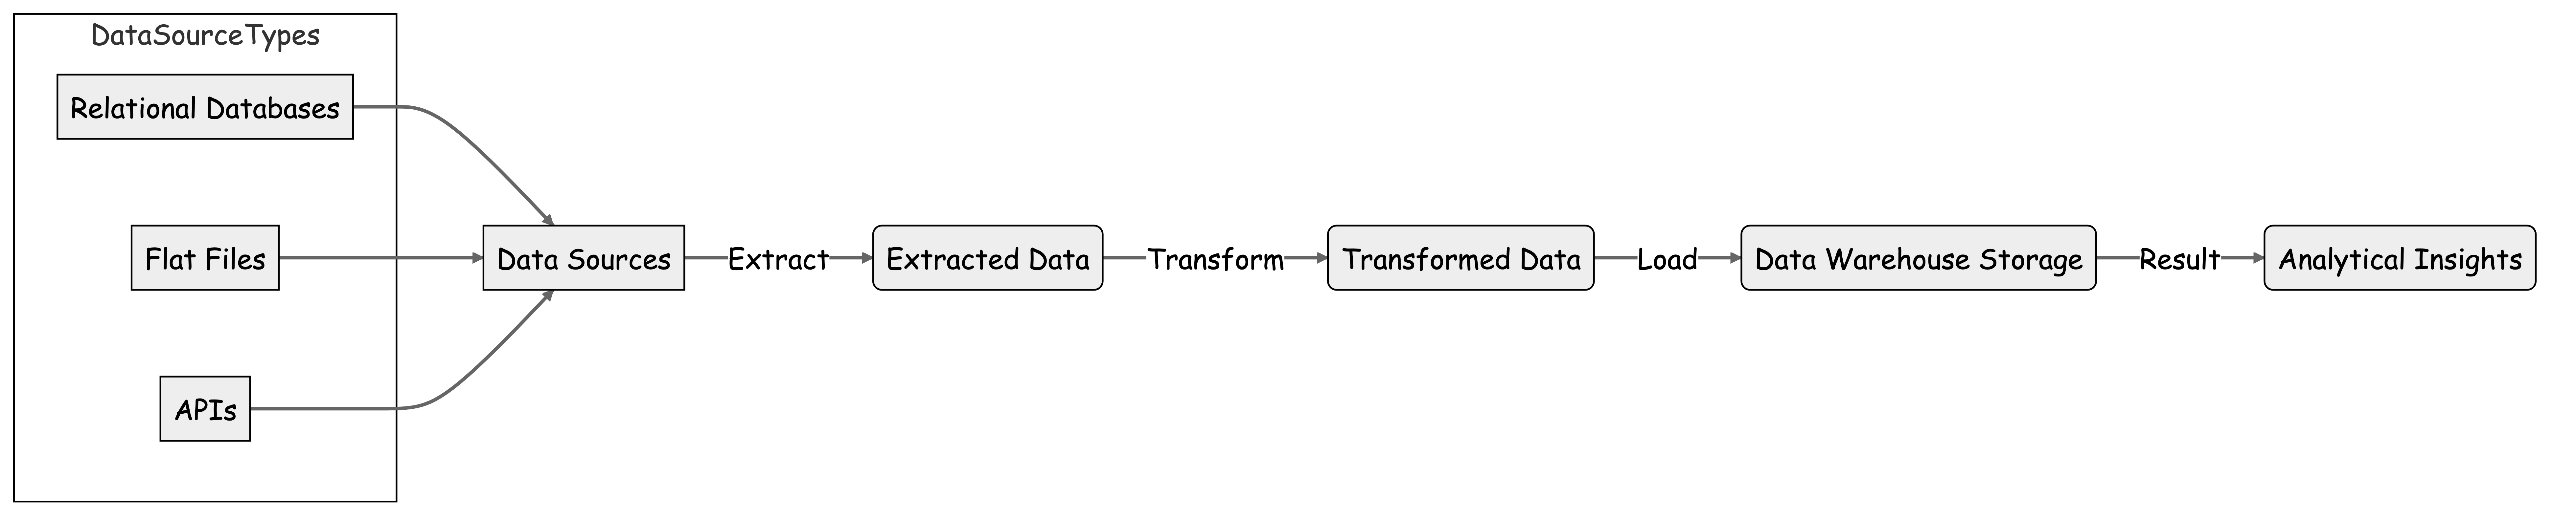 DataSourceTypes
Relational Databases
Flat Files
APIs
Data Sources
Extract
Extracted Data
Transform
Transformed Data
Load
Data Warehouse Storage
Result
Analytical Insights